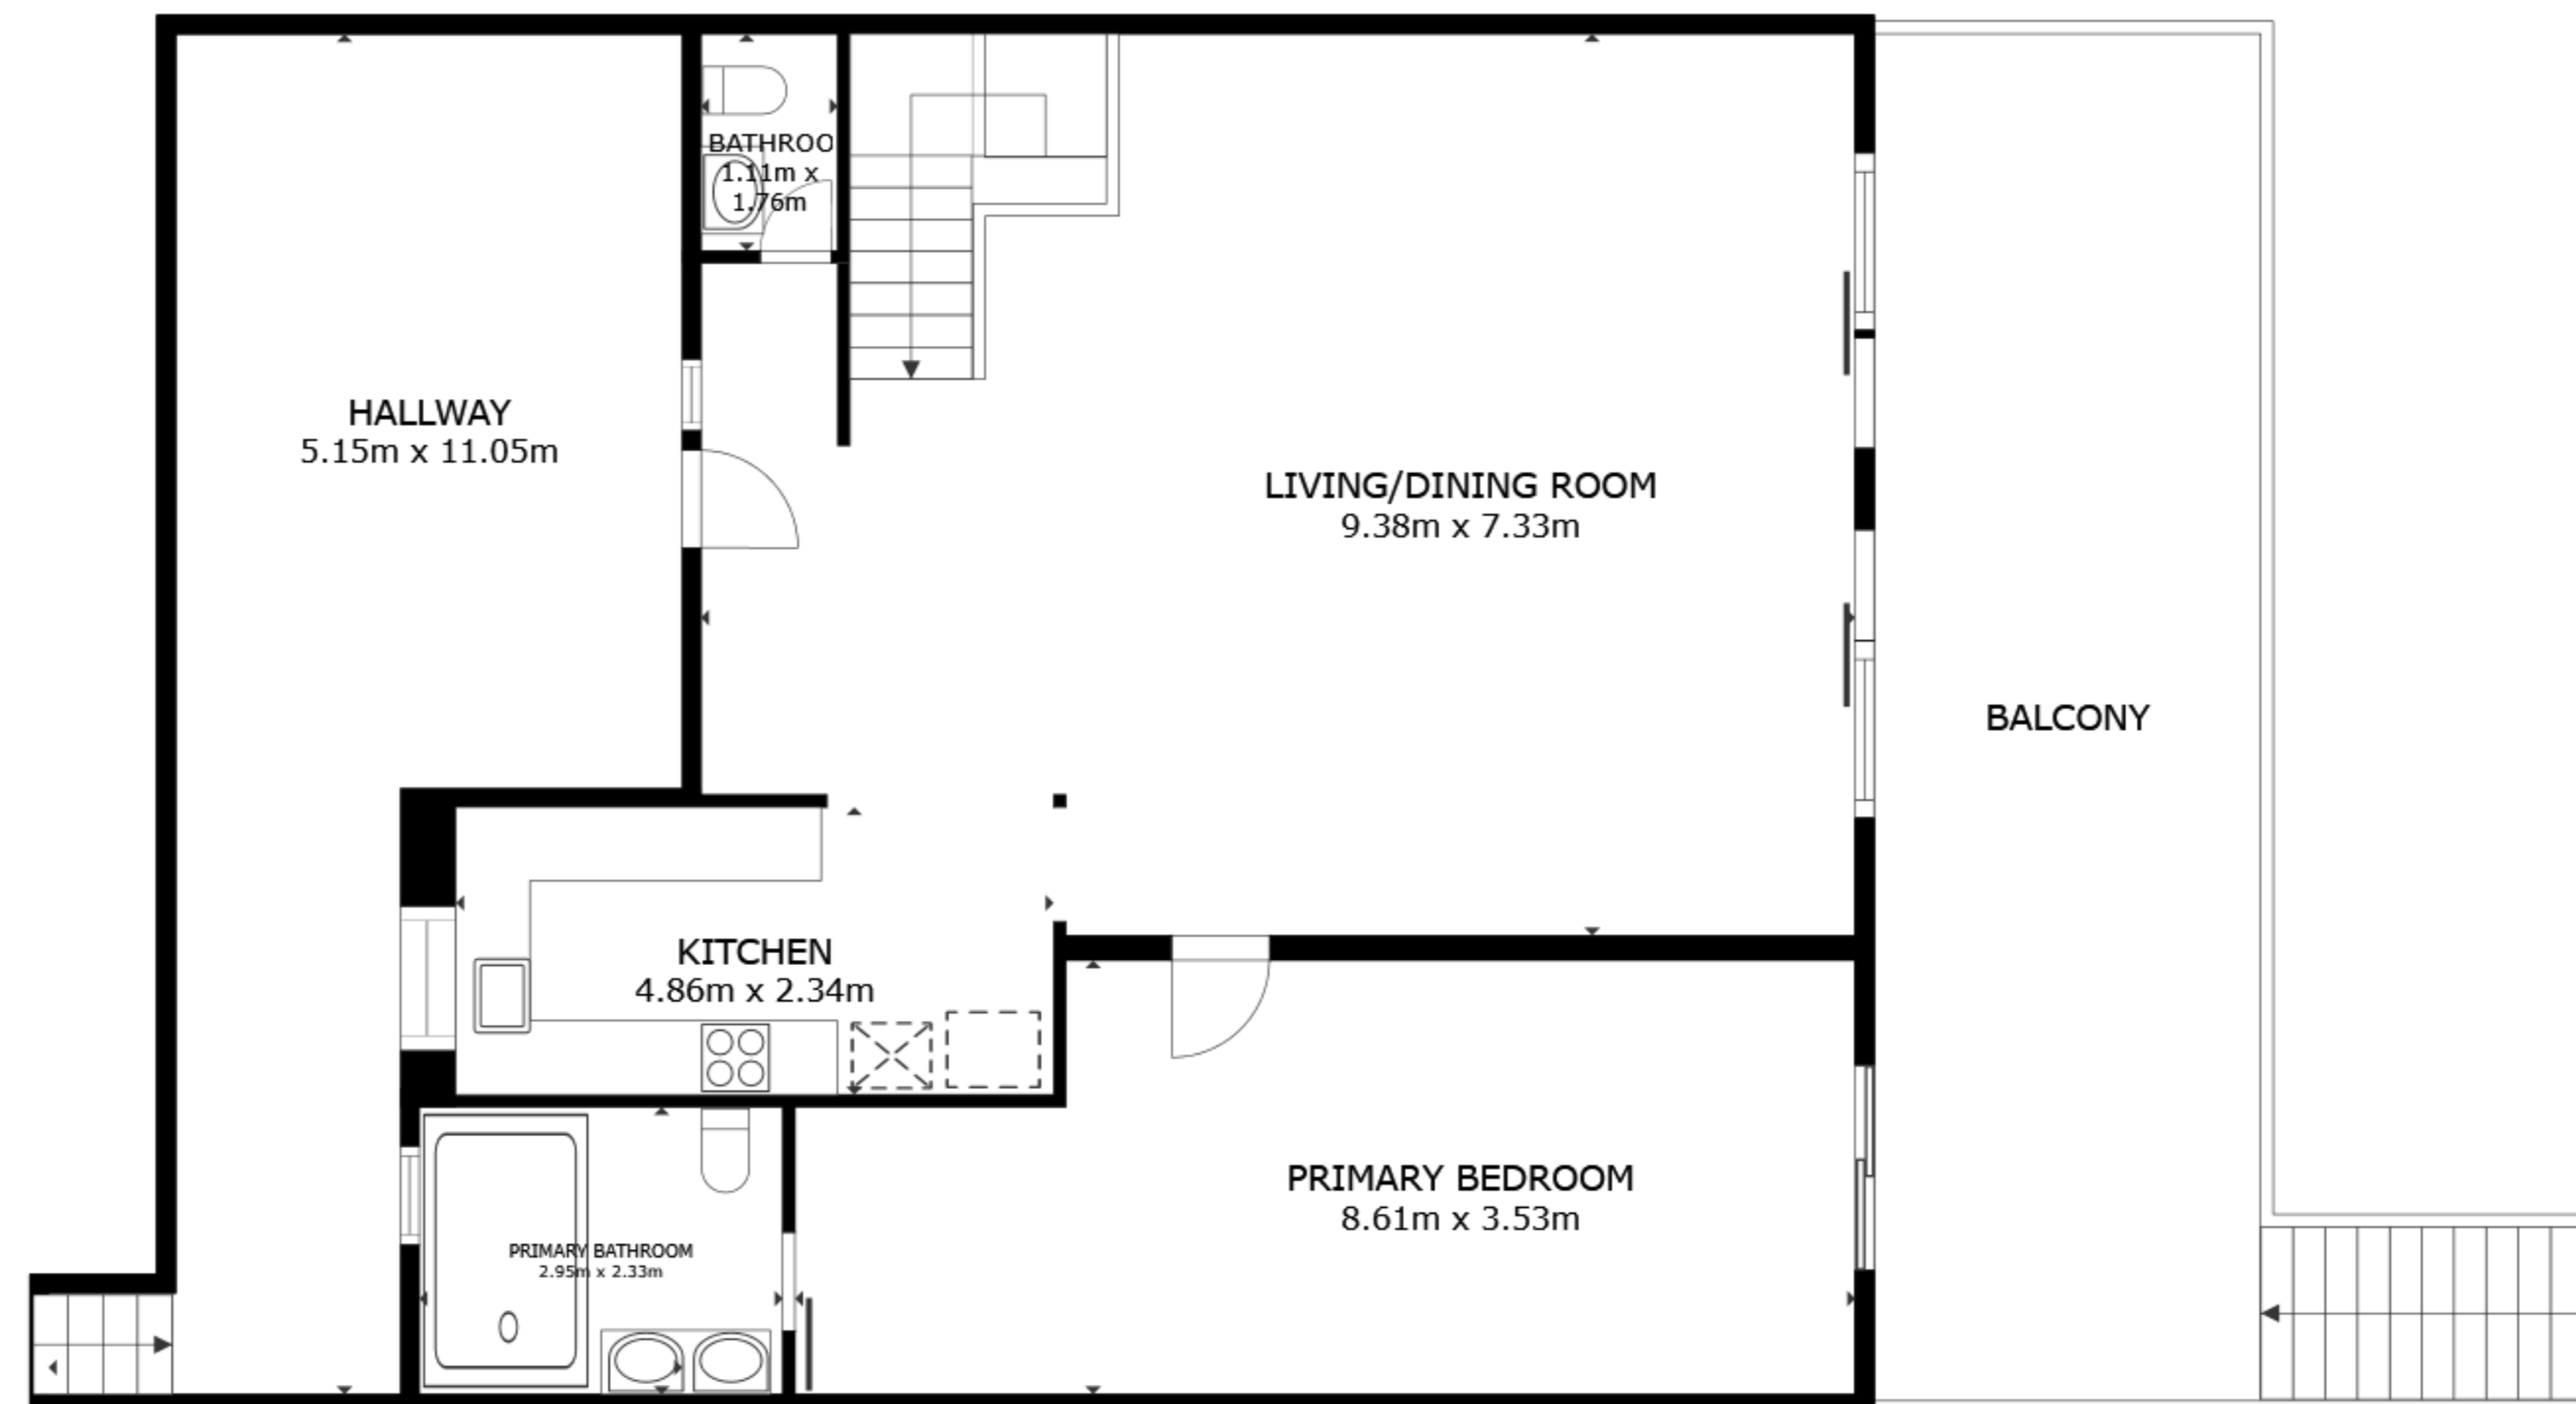 BATHROO
1.11m x
1.76m
HALLWAY
5.15m x 11.05m
LIVING/DINING ROOM
9.38m x 7.33m
BALCONY
KITCHEN
4.86m x 2.34m
PRIMARY BEDROOM
8.61m x 3.53m
PRIMARY BATHROOM
2.95m x 2.33m